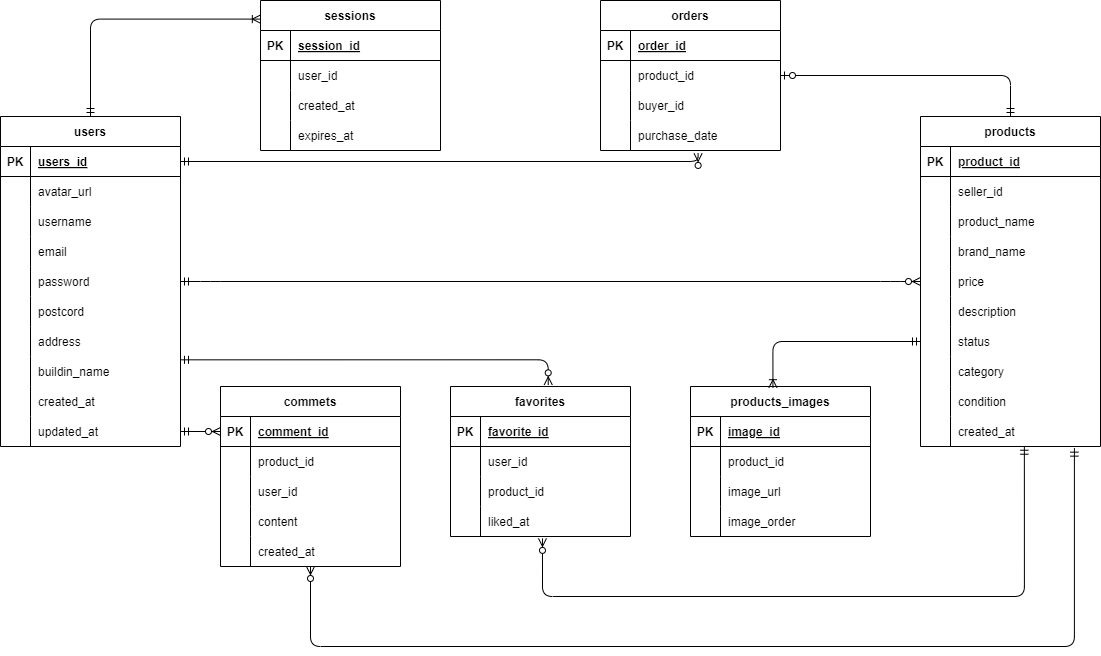 sessions
PK session_id
user_id
created_at
expires_at
orders
PK order_id
product_id
buyer_id
purchase_date
users
PK users_id
avatar_url
username
email
password
postcord
address
buildin_name
created_at
updated_at
products
PK product_id
seller_id
product_name
brand_name
price
description
status
category
condition
created_at
commets
PK comment_id
product_id
user_id
content
created_at
favorites
PK favorite_id
user_id
product_id
liked_at
products_images
PK image_id
product_id
image_url
image_order